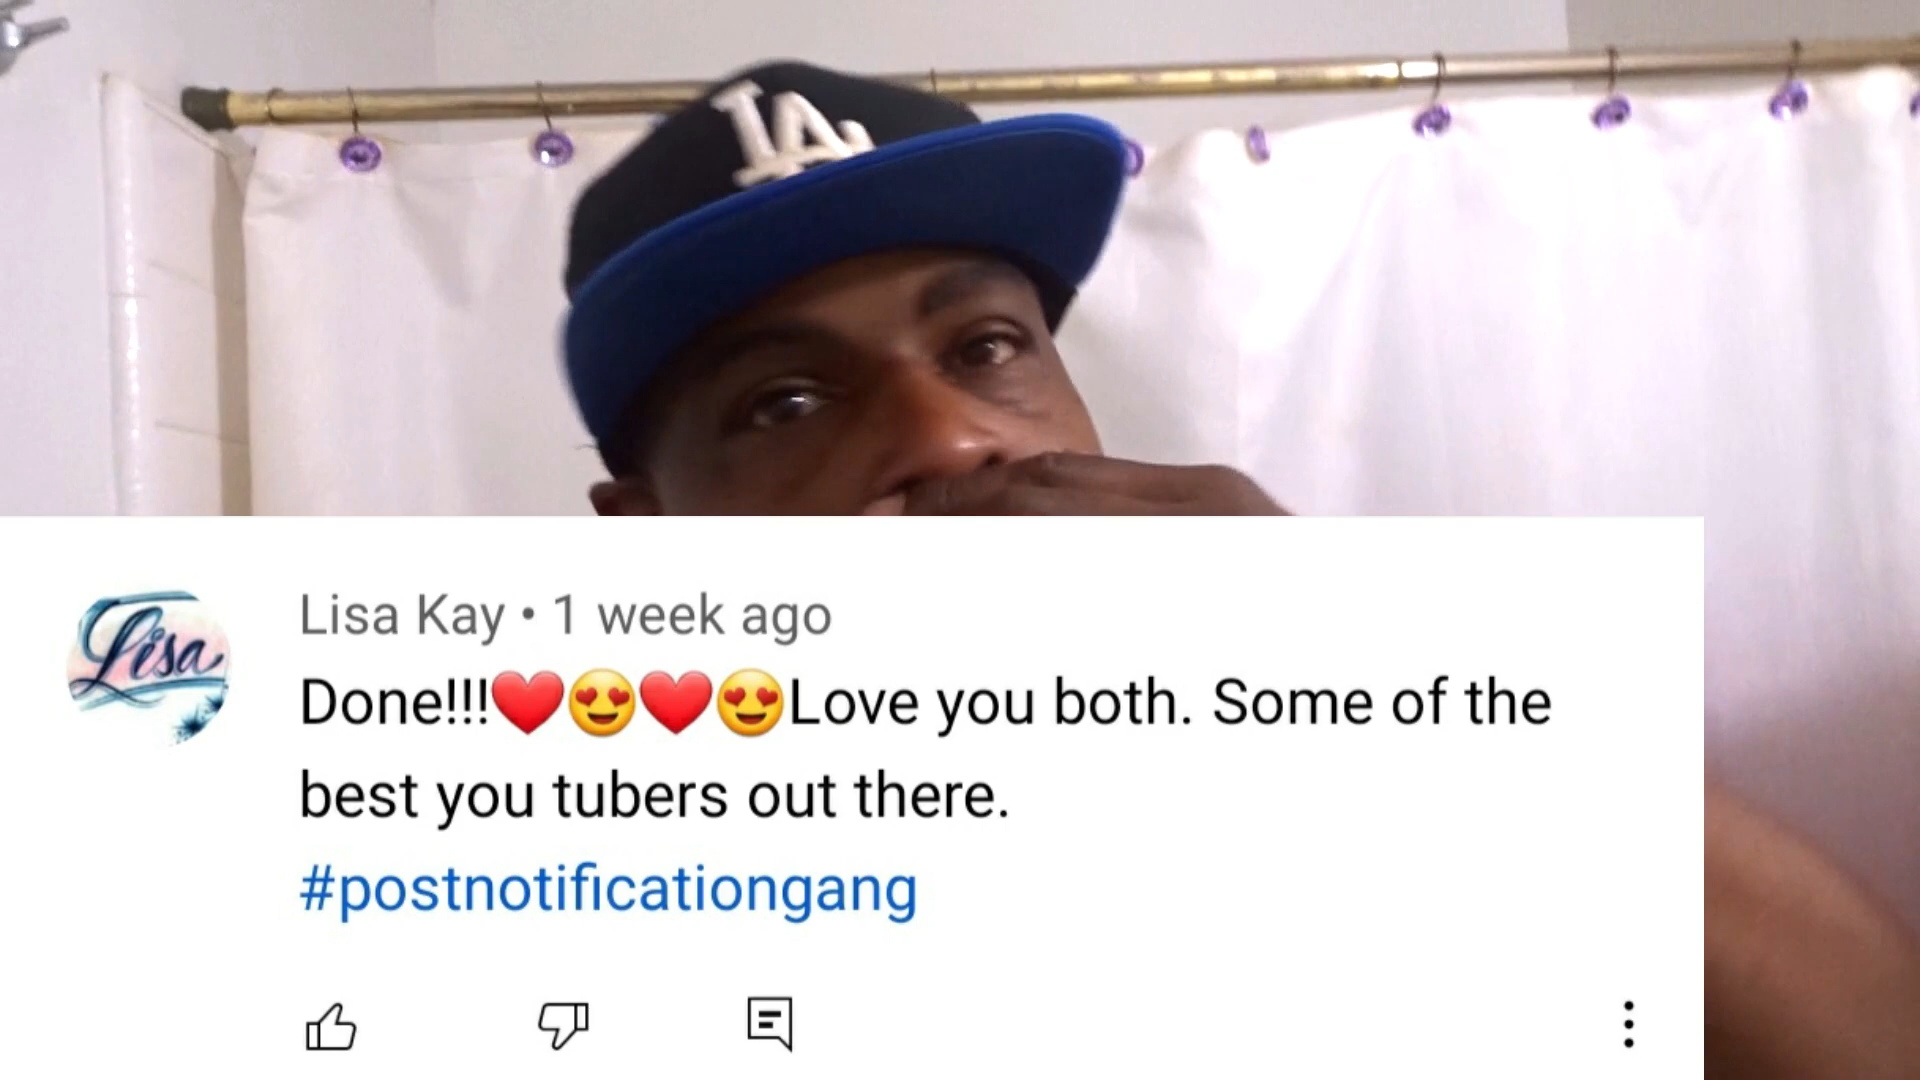 LA
Lisa
Lisa Kay • 1 week ago
Done!!!❤️😍❤️😍Love you both. Some of the
best you tubers out there.
#postnotificationgang